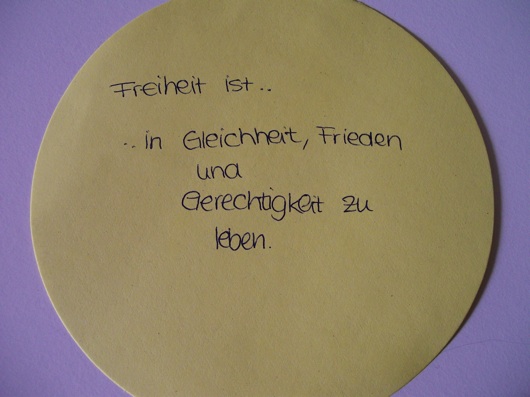 Freiheit ist..
..in Gleichheit, Frieden
und
Gerechtigkeit zu
leben.